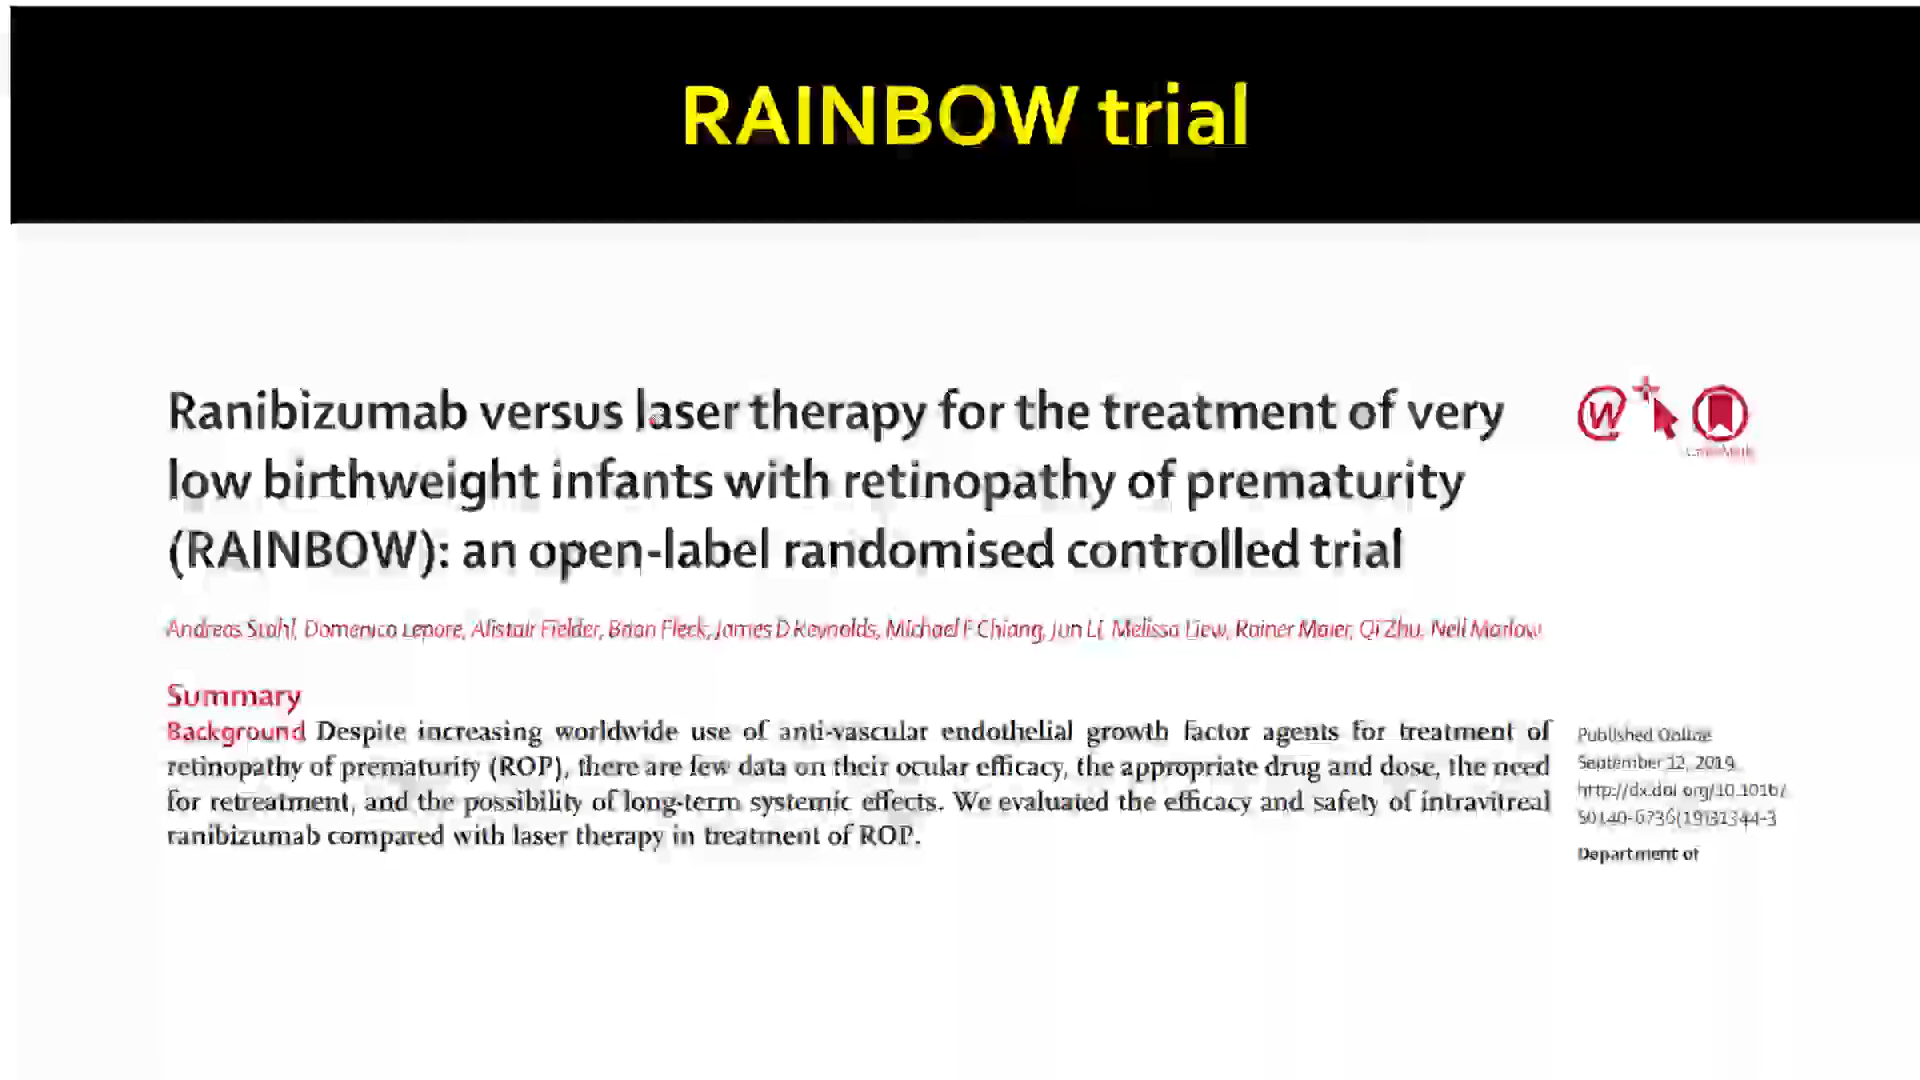 RAINBOW trial
Ranibizumab versus laser therapy for the treatment of very
low birthweight infants with retinopathy of prematurity
(RAINBOW): an open-label randomised controlled trial
Andreas Stahl, Domenico Lepore, Alistair Fielder, Brian Fleck, James D Reynolds, Michael F Chiang, Jun Li, Melissa Liew, Rainer Maier, Qi Zhu, Neil Marlow
Summary
Background Despite increasing worldwide use of anti-vascular endothelial growth factor agents for treatment of
retinopathy of prematurity (ROP), there are few data on their ocular efficacy, the appropriate drug and dose, the need
for retreatment, and the possibility of long-term systemic effects. We evaluated the efficacy and safety of intravitreal
ranibizumab compared with laser therapy in treatment of ROP.
Published Online
September 12, 2019
http://dx.doi.org/10.1016/
S0140-6736(19)31344-3
Department of